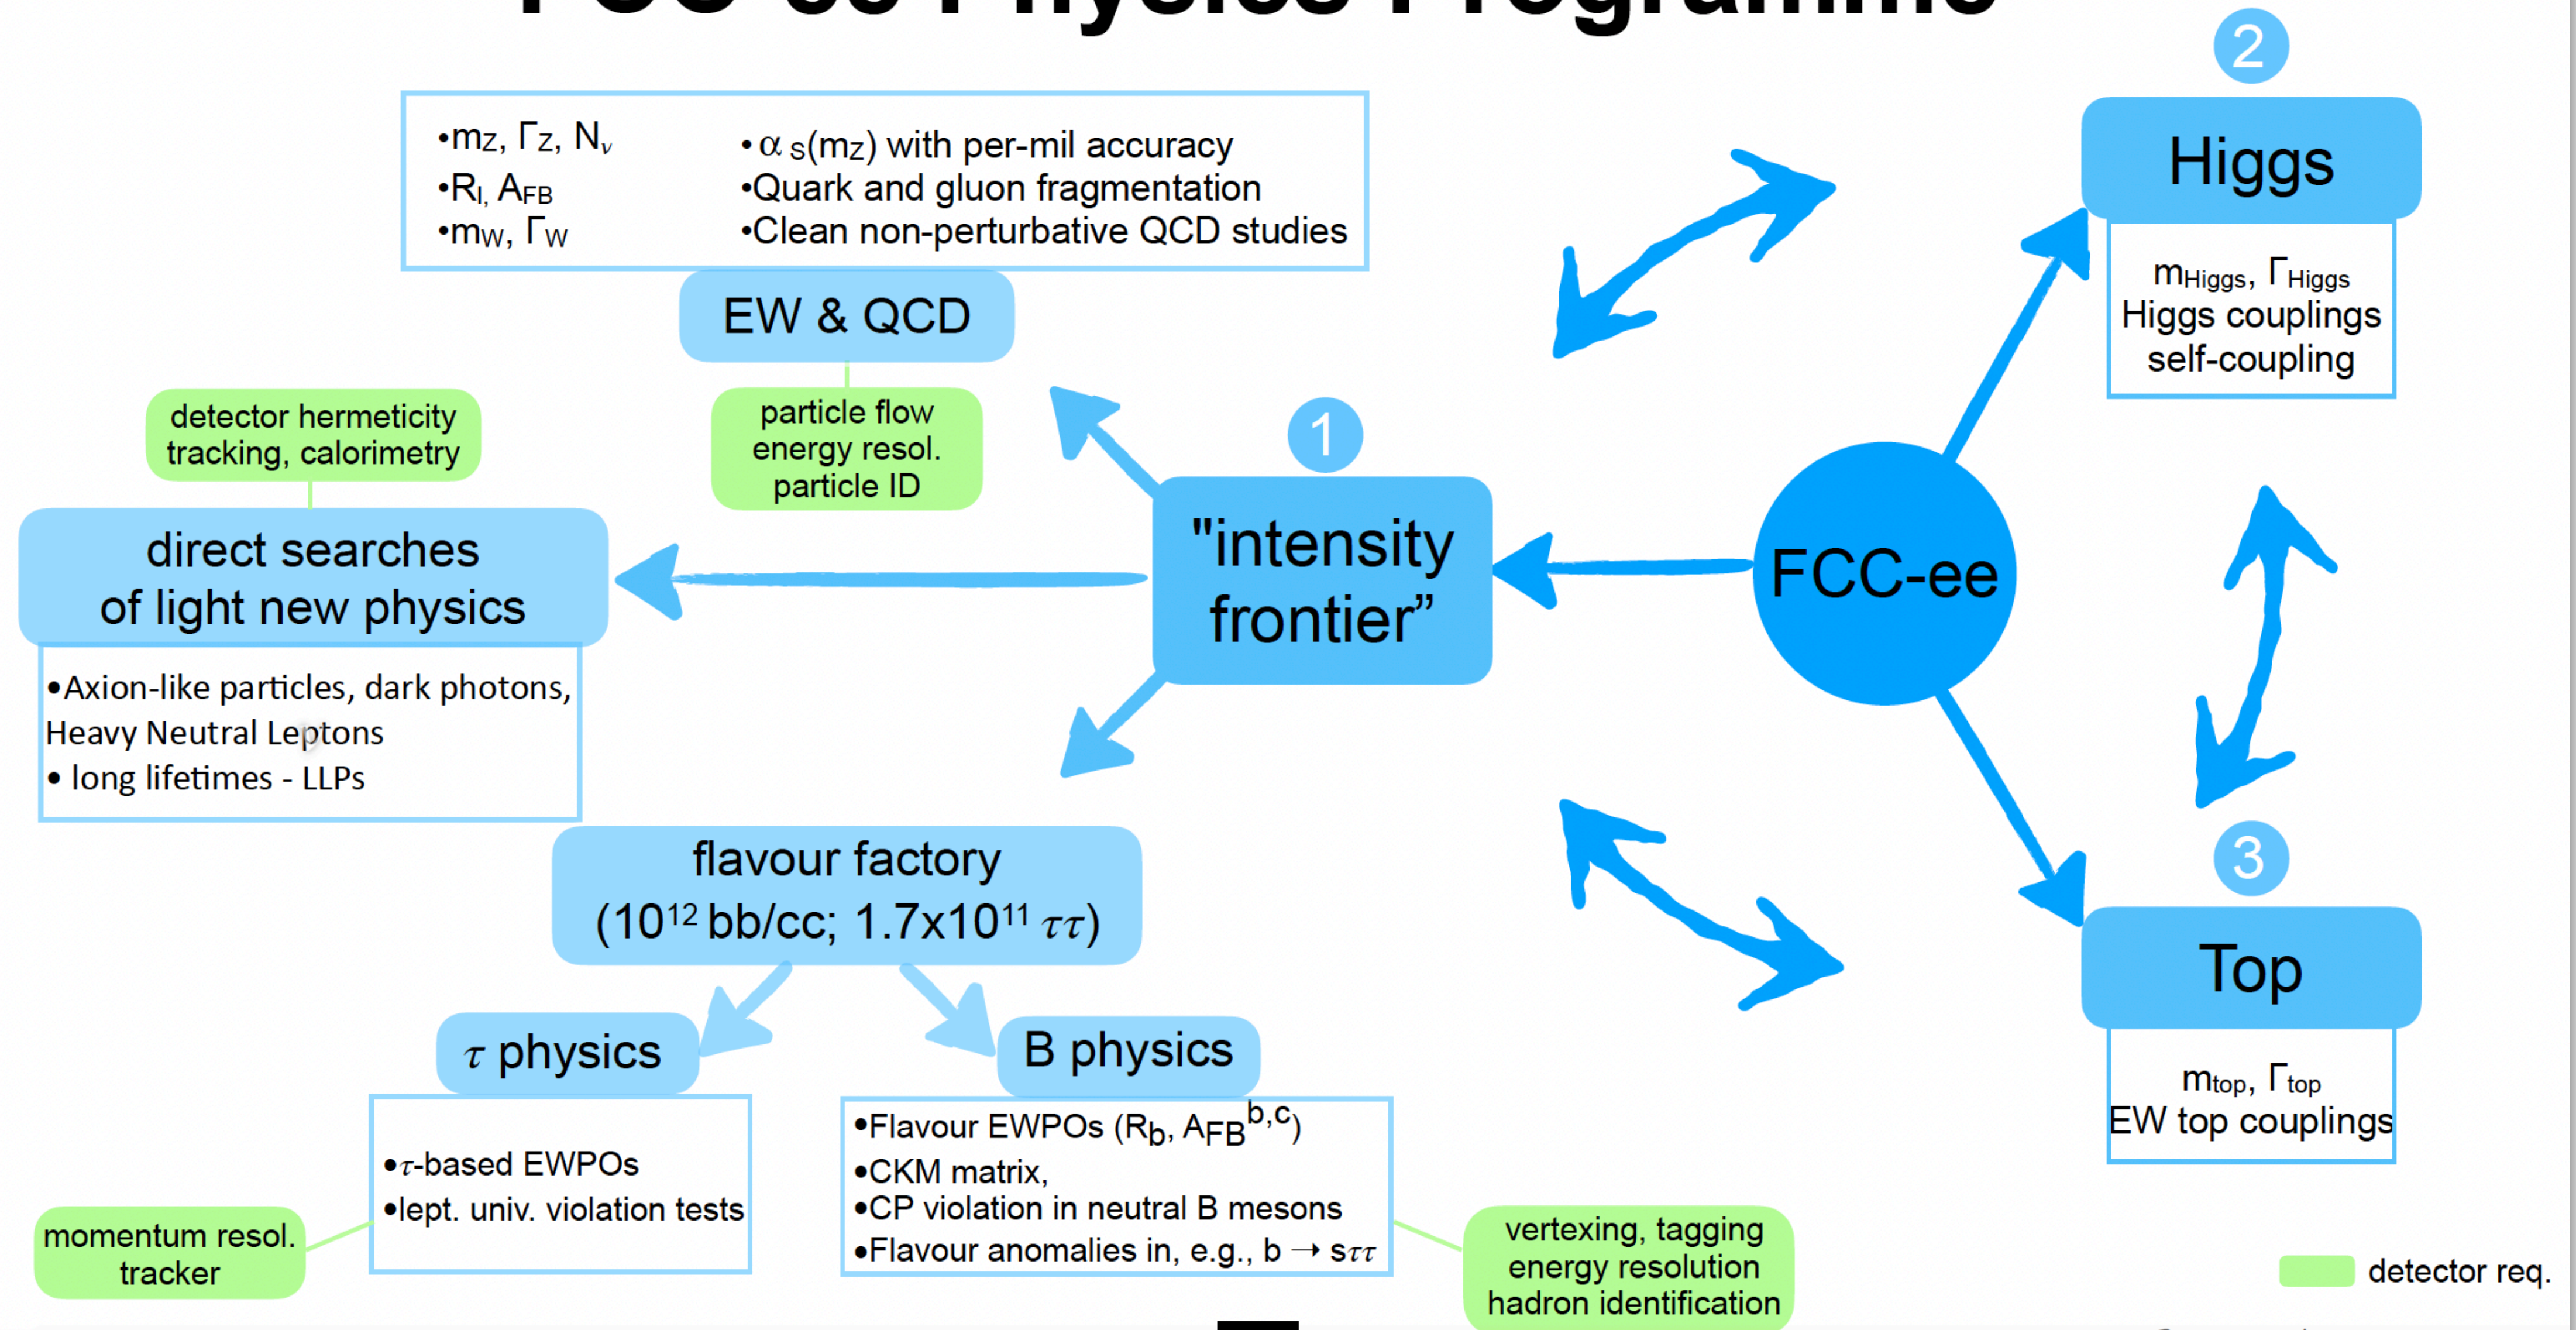 FCC-ee Physics Programme
2
Higgs
mHiggs, ΓHiggs
Higgs couplings
self-coupling
•mZ, ΓZ, Nν
•Rl, AFB
•mW, ΓW
•αS(mZ) with per-mil accuracy
•Quark and gluon fragmentation
•Clean non-perturbative QCD studies
EW & QCD
particle flow
energy resol.
particle ID
detector hermeticity
tracking, calorimetry
direct searches
of light new physics
•Axion-like particles, dark photons,
Heavy Neutral Leptons
• long lifetimes - LLPs
1
"intensity
frontier”
FCC-ee
flavour factory
(10¹² bb/cc; 1.7x10¹¹ ττ)
τ physics
•τ-based EWPOs
•lept. univ. violation tests
momentum resol.
tracker
B physics
•Flavour EWPOs (Rb, AFBb,c)
•CKM matrix,
•CP violation in neutral B mesons
•Flavour anomalies in, e.g., b → sττ
vertexing, tagging
energy resolution
hadron identification
3
Top
mtop, Γtop
EW top couplings
detector req.